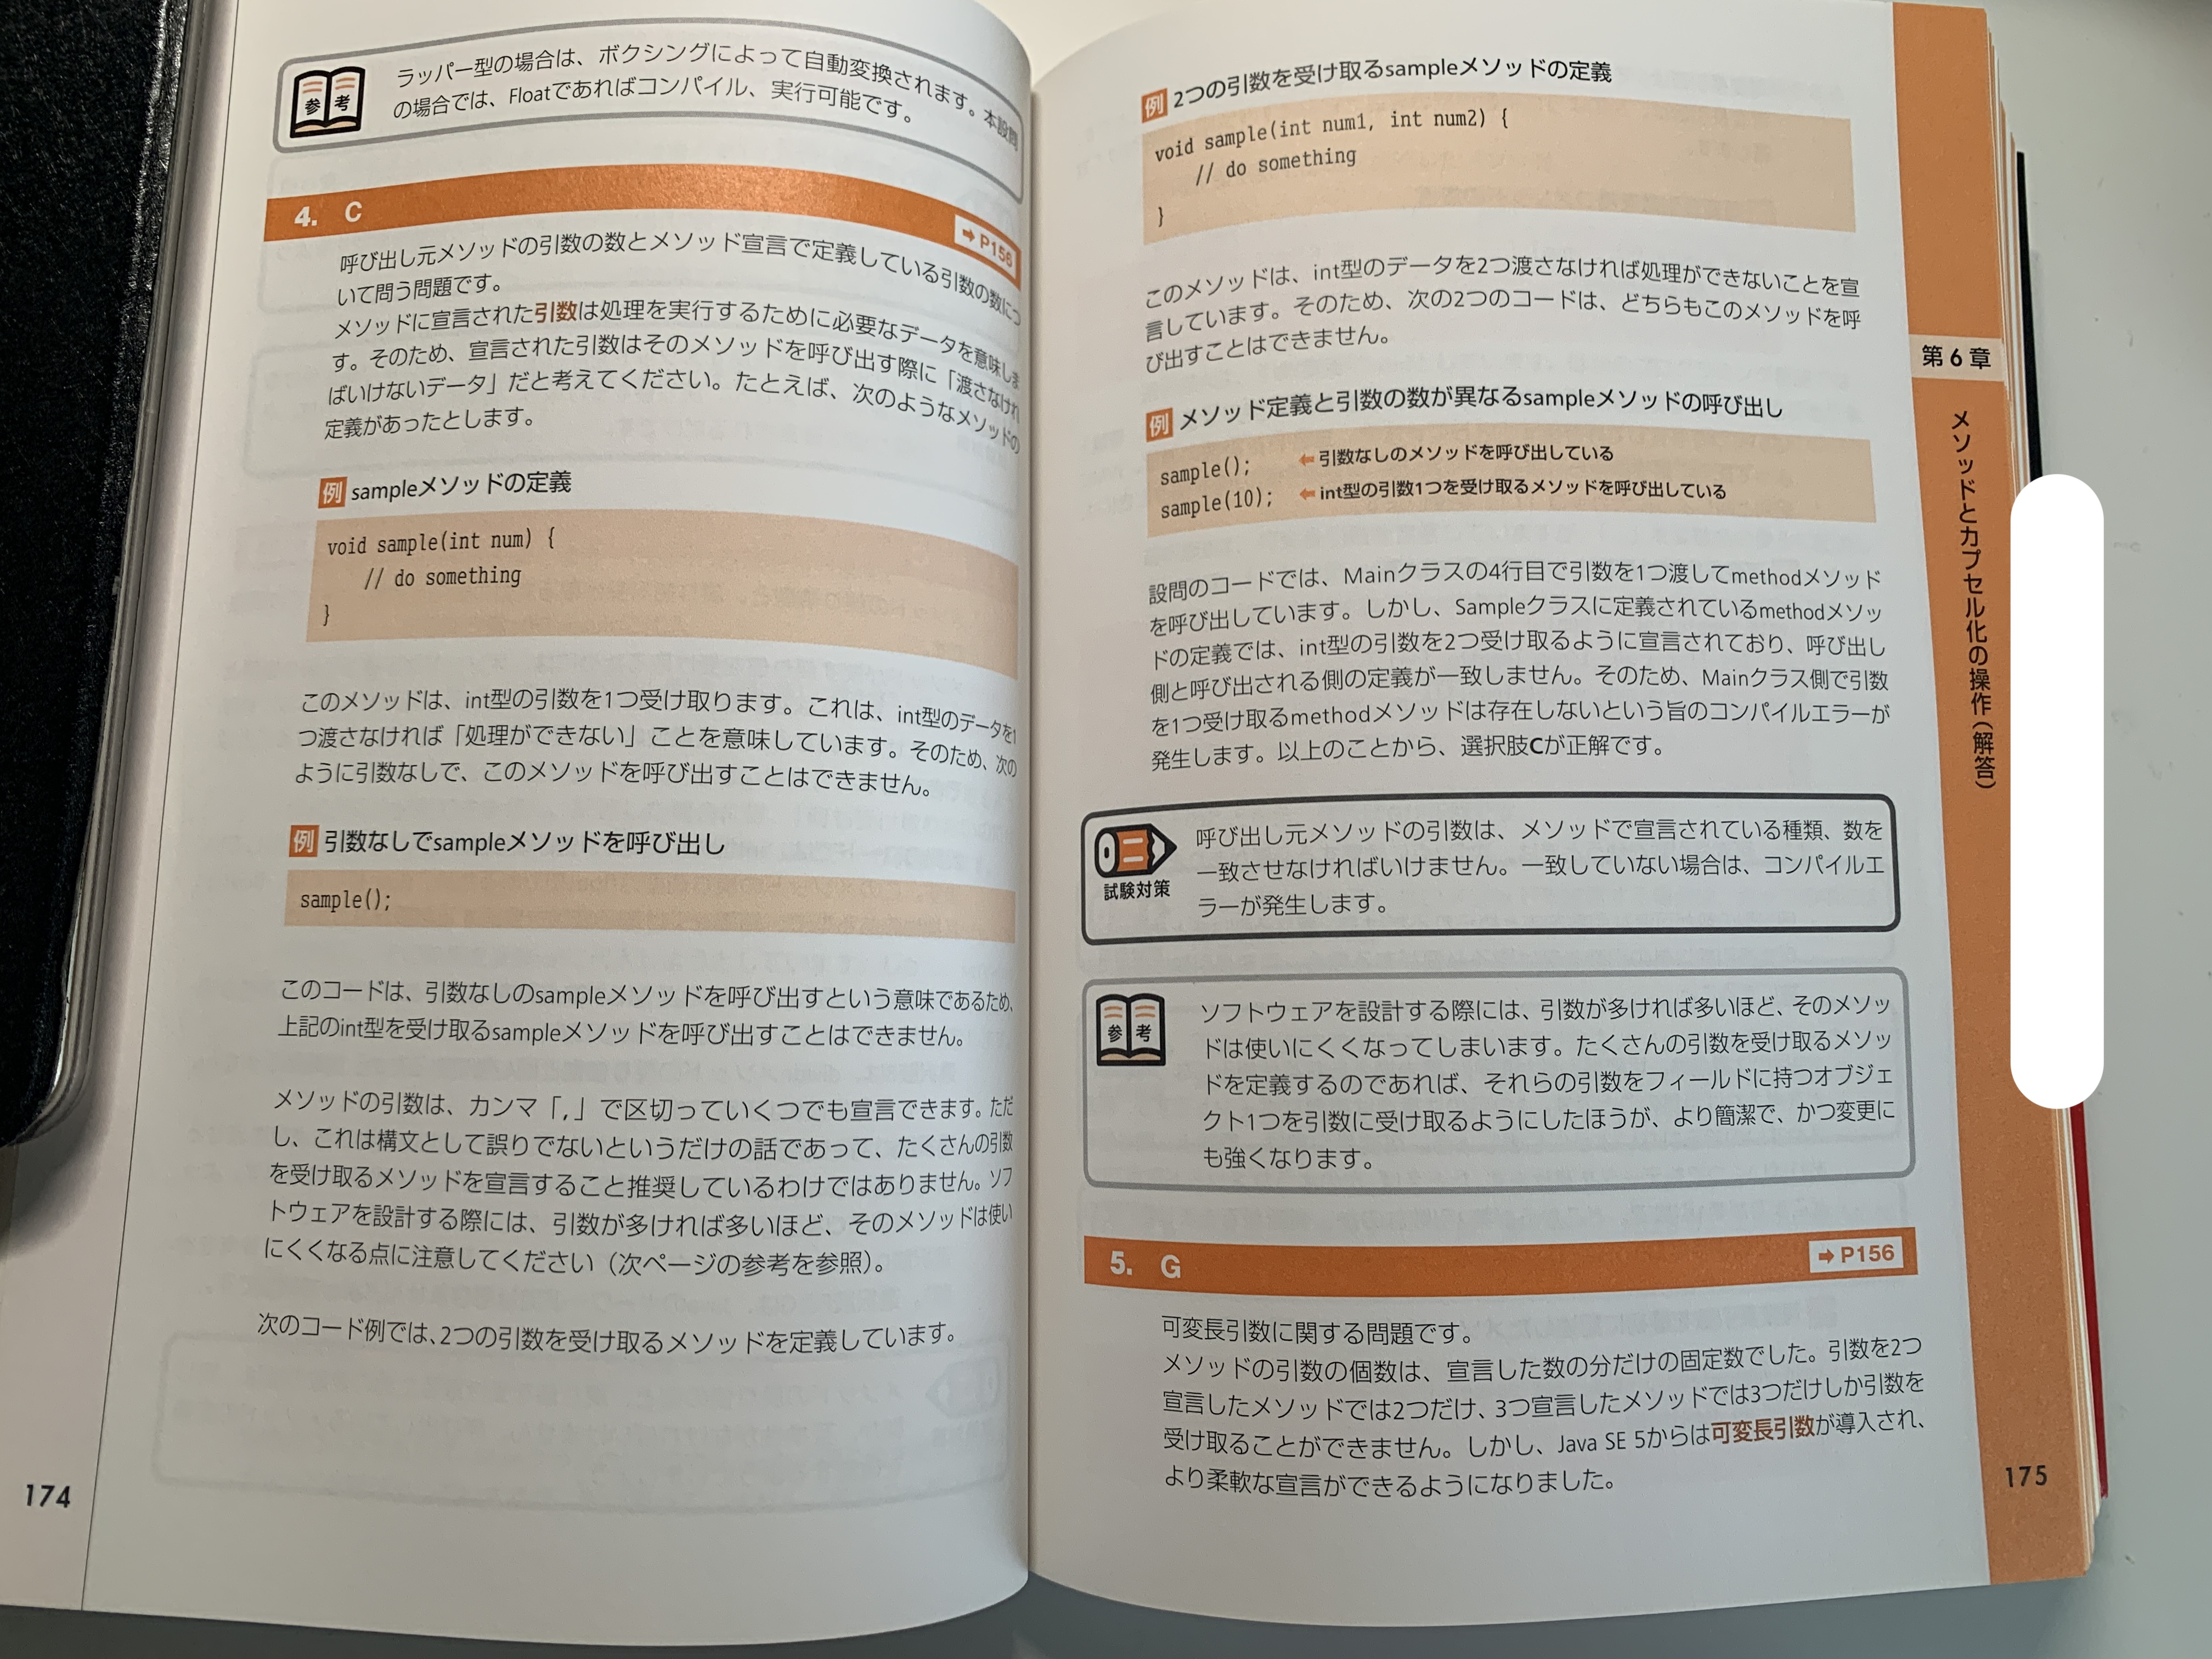 参考
ラッパー型の場合は、ボクシングによって自動変換されます。本設問
の場合では、Floatであればコンパイル、実行可能です。
4. C
➡P156
呼び出し元メソッドの引数の数とメソッド宣言で定義している引数の数につ
いて問う問題です。
メソッドに宣言された引数は処理を実行するために必要なデータを意味しま
す。そのため、宣言された引数はそのメソッドを呼び出す際に「渡さなけれ
ばいけないデータ」だと考えてください。たとえば、次のようなメソッドの
定義があったとします。
例 sampleメソッドの定義
void sample(int num) {
    // do something
}
このメソッドは、int型の引数を1つ受け取ります。これは、int型のデータを1
つ渡さなければ「処理ができない」ことを意味しています。そのため、次の
ように引数なしで、このメソッドを呼び出すことはできません。
例 引数なしでsampleメソッドを呼び出し
sample();
このコードは、引数なしのsampleメソッドを呼び出すという意味であるため、
上記のint型を受け取るsampleメソッドを呼び出すことはできません。
メソッドの引数は、カンマ「,」で区切っていくつでも宣言できます。ただ
し、これは構文として誤りでないというだけの話であって、たくさんの引数
を受け取るメソッドを宣言すること推奨しているわけではありません。ソフ
トウェアを設計する際には、引数が多ければ多いほど、そのメソッドは使い
にくくなる点に注意してください（次ページの参考を参照）。
次のコード例では、2つの引数を受け取るメソッドを定義しています。
174
例 2つの引数を受け取るsampleメソッドの定義
void sample(int num1, int num2) {
    // do something
}
このメソッドは、int型のデータを2つ渡さなければ処理ができないことを宣
言しています。そのため、次の2つのコードは、どちらもこのメソッドを呼
び出すことはできません。
例 メソッド定義と引数の数が異なるsampleメソッドの呼び出し
sample(); ⬅引数なしのメソッドを呼び出している
sample(10); ⬅int型の引数1つを受け取るメソッドを呼び出している
設問のコードでは、Mainクラスの4行目で引数を1つ渡してmethodメソッド
を呼び出しています。しかし、Sampleクラスに定義されているmethodメソッ
ドの定義では、int型の引数を2つ受け取るように宣言されており、呼び出し
側と呼び出される側の定義が一致しません。そのため、Mainクラス側で引数
を1つ受け取るmethodメソッドは存在しないという旨のコンパイルエラーが
発生します。以上のことから、選択肢Cが正解です。
試験対策
呼び出し元メソッドの引数は、メソッドで宣言されている種類、数を
一致させなければいけません。一致していない場合は、コンパイルエ
ラーが発生します。
参考
ソフトウェアを設計する際には、引数が多ければ多いほど、そのメソッ
ドは使いにくくなってしまいます。たくさんの引数を受け取るメソッ
ドを定義するのであれば、それらの引数をフィールドに持つオブジェ
クト1つを引数に受け取るようにしたほうが、より簡潔で、かつ変更に
も強くなります。
5. G
➡P156
可変長引数に関する問題です。
メソッドの引数の個数は、宣言した数の分だけの固定数でした。引数を2つ
宣言したメソッドでは2つだけ、3つ宣言したメソッドでは3つだけしか引数を
受け取ることができません。しかし、Java SE 5からは可変長引数が導入され、
より柔軟な宣言ができるようになりました。
第6章
メソッドとカプセル化の操作（解答）
175